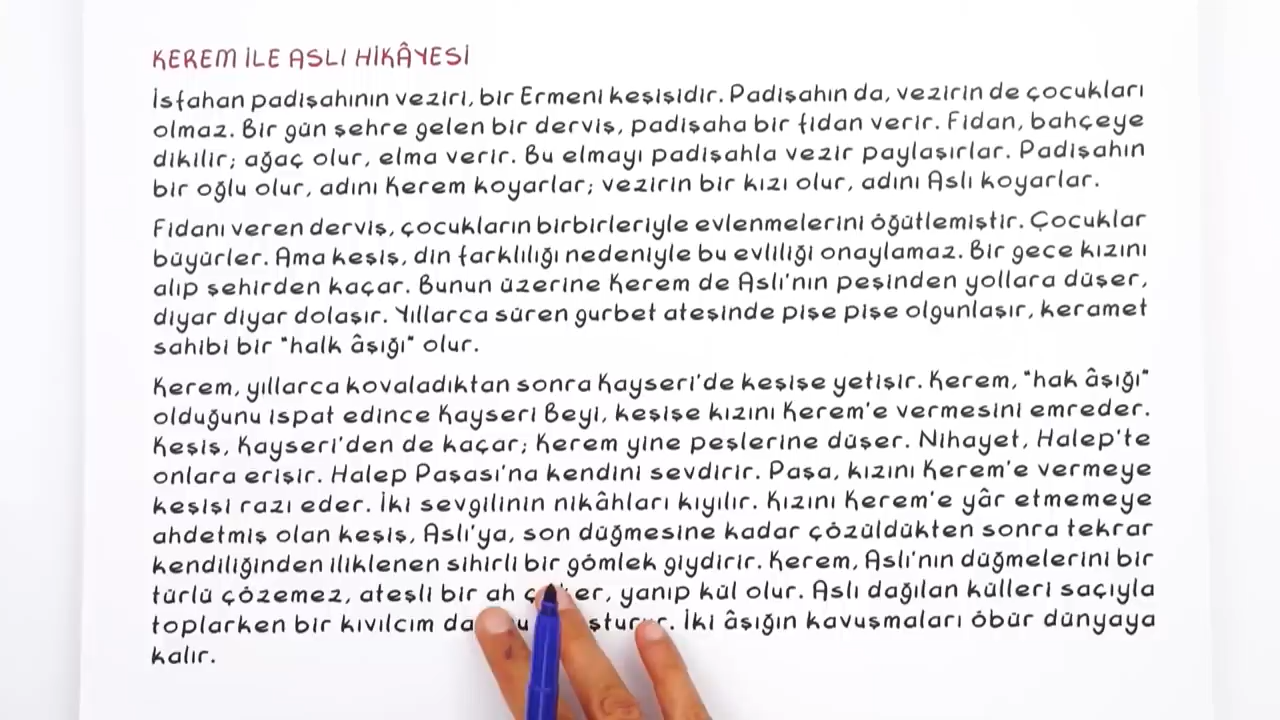 KEREM İLE ASLI HİKÂYESİ
İsfahan padişahının veziri, bir Ermeni keşişidir. Padişahın da, vezirin de çocukları
olmaz. Bir gün şehre gelen bir derviş, padişaha bir fidan verir. Fidan, bahçeye
dikilir; ağaç olur, elma verir. Bu elmayı padişahla vezir paylaşırlar. Padişahın
bir oğlu olur, adını Kerem koyarlar; vezirin bir kızı olur, adını Aslı koyarlar.
Fidanı veren derviş, çocukların birbirleriyle evlenmelerini öğütlemiştir. Çocuklar
büyürler. Ama keşiş, din farklılığı nedeniyle bu evliliği onaylamaz. Bir gece kızını
alıp şehirden kaçar. Bunun üzerine Kerem de Aslı'nın peşinden yollara düşer,
diyar diyar dolaşır. Yıllarca süren gurbet ateşinde pişe pişe olgunlaşır, keramet
sahibi bir "halk âşığı" olur.
Kerem, yıllarca kovaladıktan sonra Kayseri'de keşişe yetişir. Kerem, "hak âşığı"
olduğunu ispat edince Kayseri Beyi, keşişe kızını Kerem'e vermesini emreder.
Keşiş, Kayseri'den de kaçar; Kerem yine peşlerine düşer. Nihayet, Halep'te
onlara erişir. Halep Paşası'na kendini sevdirir. Paşa, kızını Kerem'e vermeye
keşişi razı eder. İki sevgilinin nikâhları kıyılır. Kızını Kerem'e yâr etmemeye
ahdetmiş olan keşiş, Aslı'ya, son düğmesine kadar çözüldükten sonra tekrar
kendiliğinden iliklenen sihirli bir gömlek giydirir. Kerem, Aslı'nın düğmelerini bir
türlü çözemez, ateşli bir ah yanıp kül olur. Aslı dağılan külleri saçıyla
toplarken bir kıvılcım İki âşığın kavuşmaları öbür dünyaya
kalır.